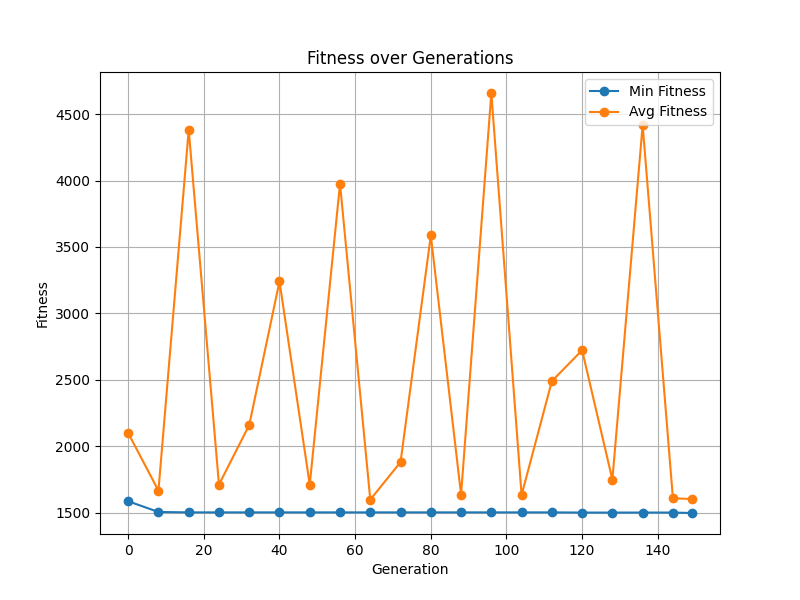 Fitness over Generations
Min Fitness
Avg Fitness
4500
4000
3500
3000
2500
2000
1500
Fitness
0 20 40 60 80 100 120 140
Generation